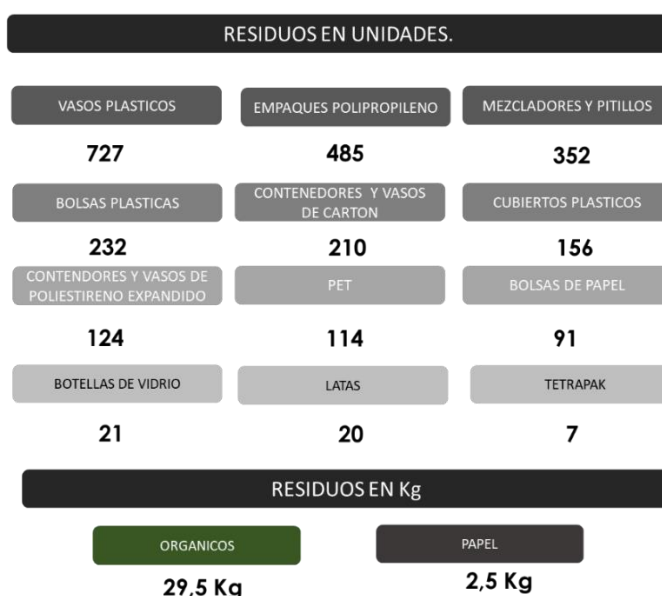 RESIDUOS EN UNIDADES.
VASOS PLASTICOS
EMPAQUES POLIPROPILENO
MEZCLADORES Y PITILLOS
727
485
352
BOLSAS PLASTICAS
CONTENEDORES Y VASOS
DE CARTON
CUBIERTOS PLASTICOS
232
210
156
CONTENDORES Y VASOS DE
POLIESTIRENO EXPANDIDO
PET
BOLSAS DE PAPEL
124
114
91
BOTELLAS DE VIDRIO
LATAS
TETRAPAK
21
20
7
RESIDUOS EN Kg
ORGANICOS
PAPEL
29,5 Kg
2,5 Kg